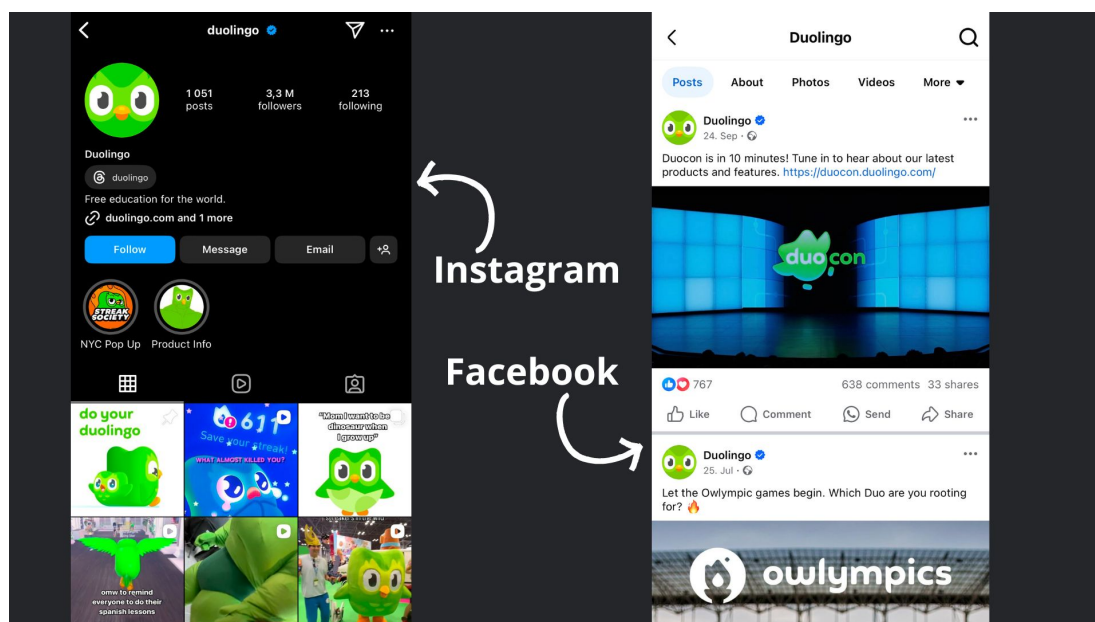 duolingo
1 051
posts
3,3 M
followers
213
following
Duolingo
duolingo
Free education for the world.
duolingo.com and 1 more
Follow
Message
Email
STREAK
SOCIETY
NYC Pop Up
Product Info
do your
duolingo
611
Save your streak!
WHAT ALMOST KILLED YOU?
"Mom I want to be
dinosaur when
I grow up"
omw to remind
everyone to do their
spanish lessons
Instagram
Facebook
Duolingo
Posts
About
Photos
Videos
More
Duolingo
24. Sep
Duocon is in 10 minutes! Tune in to hear about our latest
products and features. https://duocon.duolingo.com/
duocon
767
638 comments 33 shares
Like
Comment
Send
Share
Duolingo
25. Jul
Let the Owlympic games begin. Which Duo are you rooting
for?
owlympics